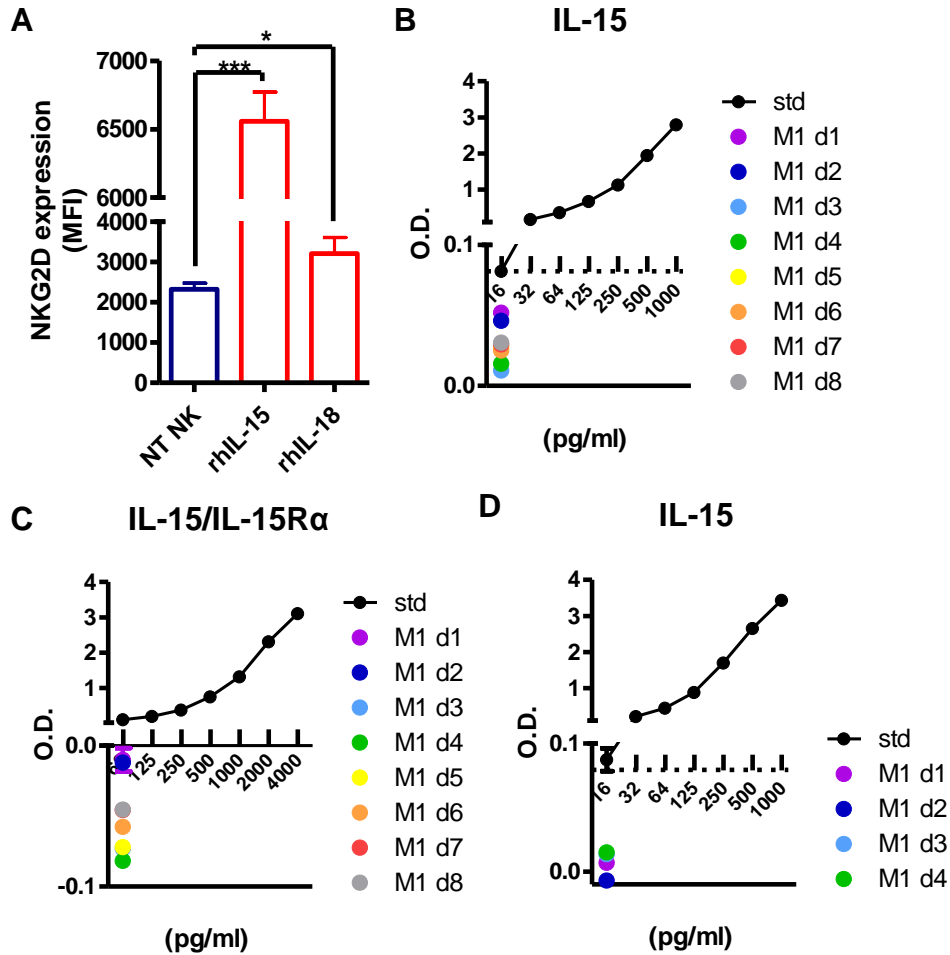 A
NKG2D expression
(MFI)
7000
6500
6000
4000
3000
2000
1000
0
*
***
NT NK
rhIL-15
rhIL-18
B
IL-15
O.D.
4
3
2
1
0.1
0.0
16
32
64
125
250
500
1000
(pg/ml)
std
M1 d1
M1 d2
M1 d3
M1 d4
M1 d5
M1 d6
M1 d7
M1 d8
C
IL-15/IL-15Rα
O.D.
4
3
2
1
0.0
-0.1
125
250
500
1000
2000
4000
(pg/ml)
std
M1 d1
M1 d2
M1 d3
M1 d4
M1 d5
M1 d6
M1 d7
M1 d8
D
IL-15
O.D.
4
3
2
1
0.1
0.0
16
32
64
125
250
500
1000
(pg/ml)
std
M1 d1
M1 d2
M1 d3
M1 d4